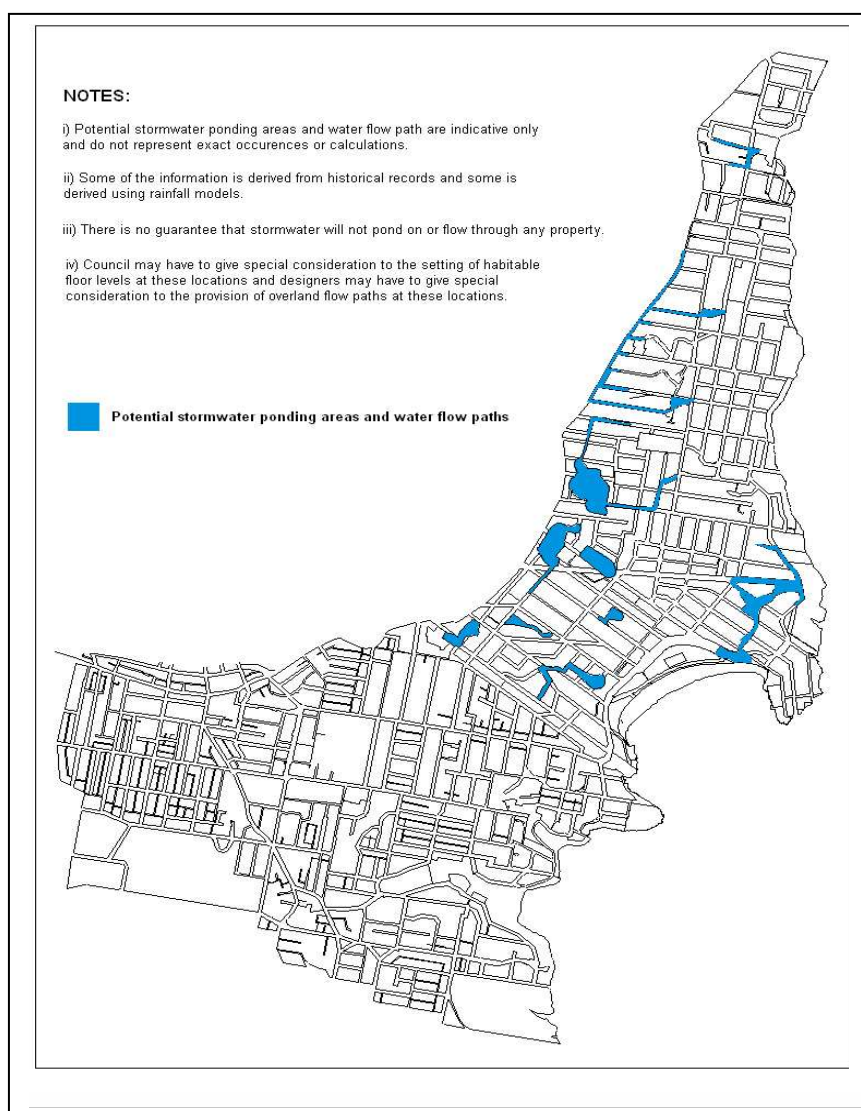 NOTES:
i) Potential stormwater ponding areas and water flow path are indicative only
and do not represent exact occurences or calculations.
ii) Some of the information is derived from historical records and some is
derived using rainfall models.
iii) There is no guarantee that stormwater will not pond on or flow through any property.
iv) Council may have to give special consideration to the setting of habitable
floor levels at these locations and designers may have to give special
consideration to the provision of overland flow paths at these locations.
Potential stormwater ponding areas and water flow paths